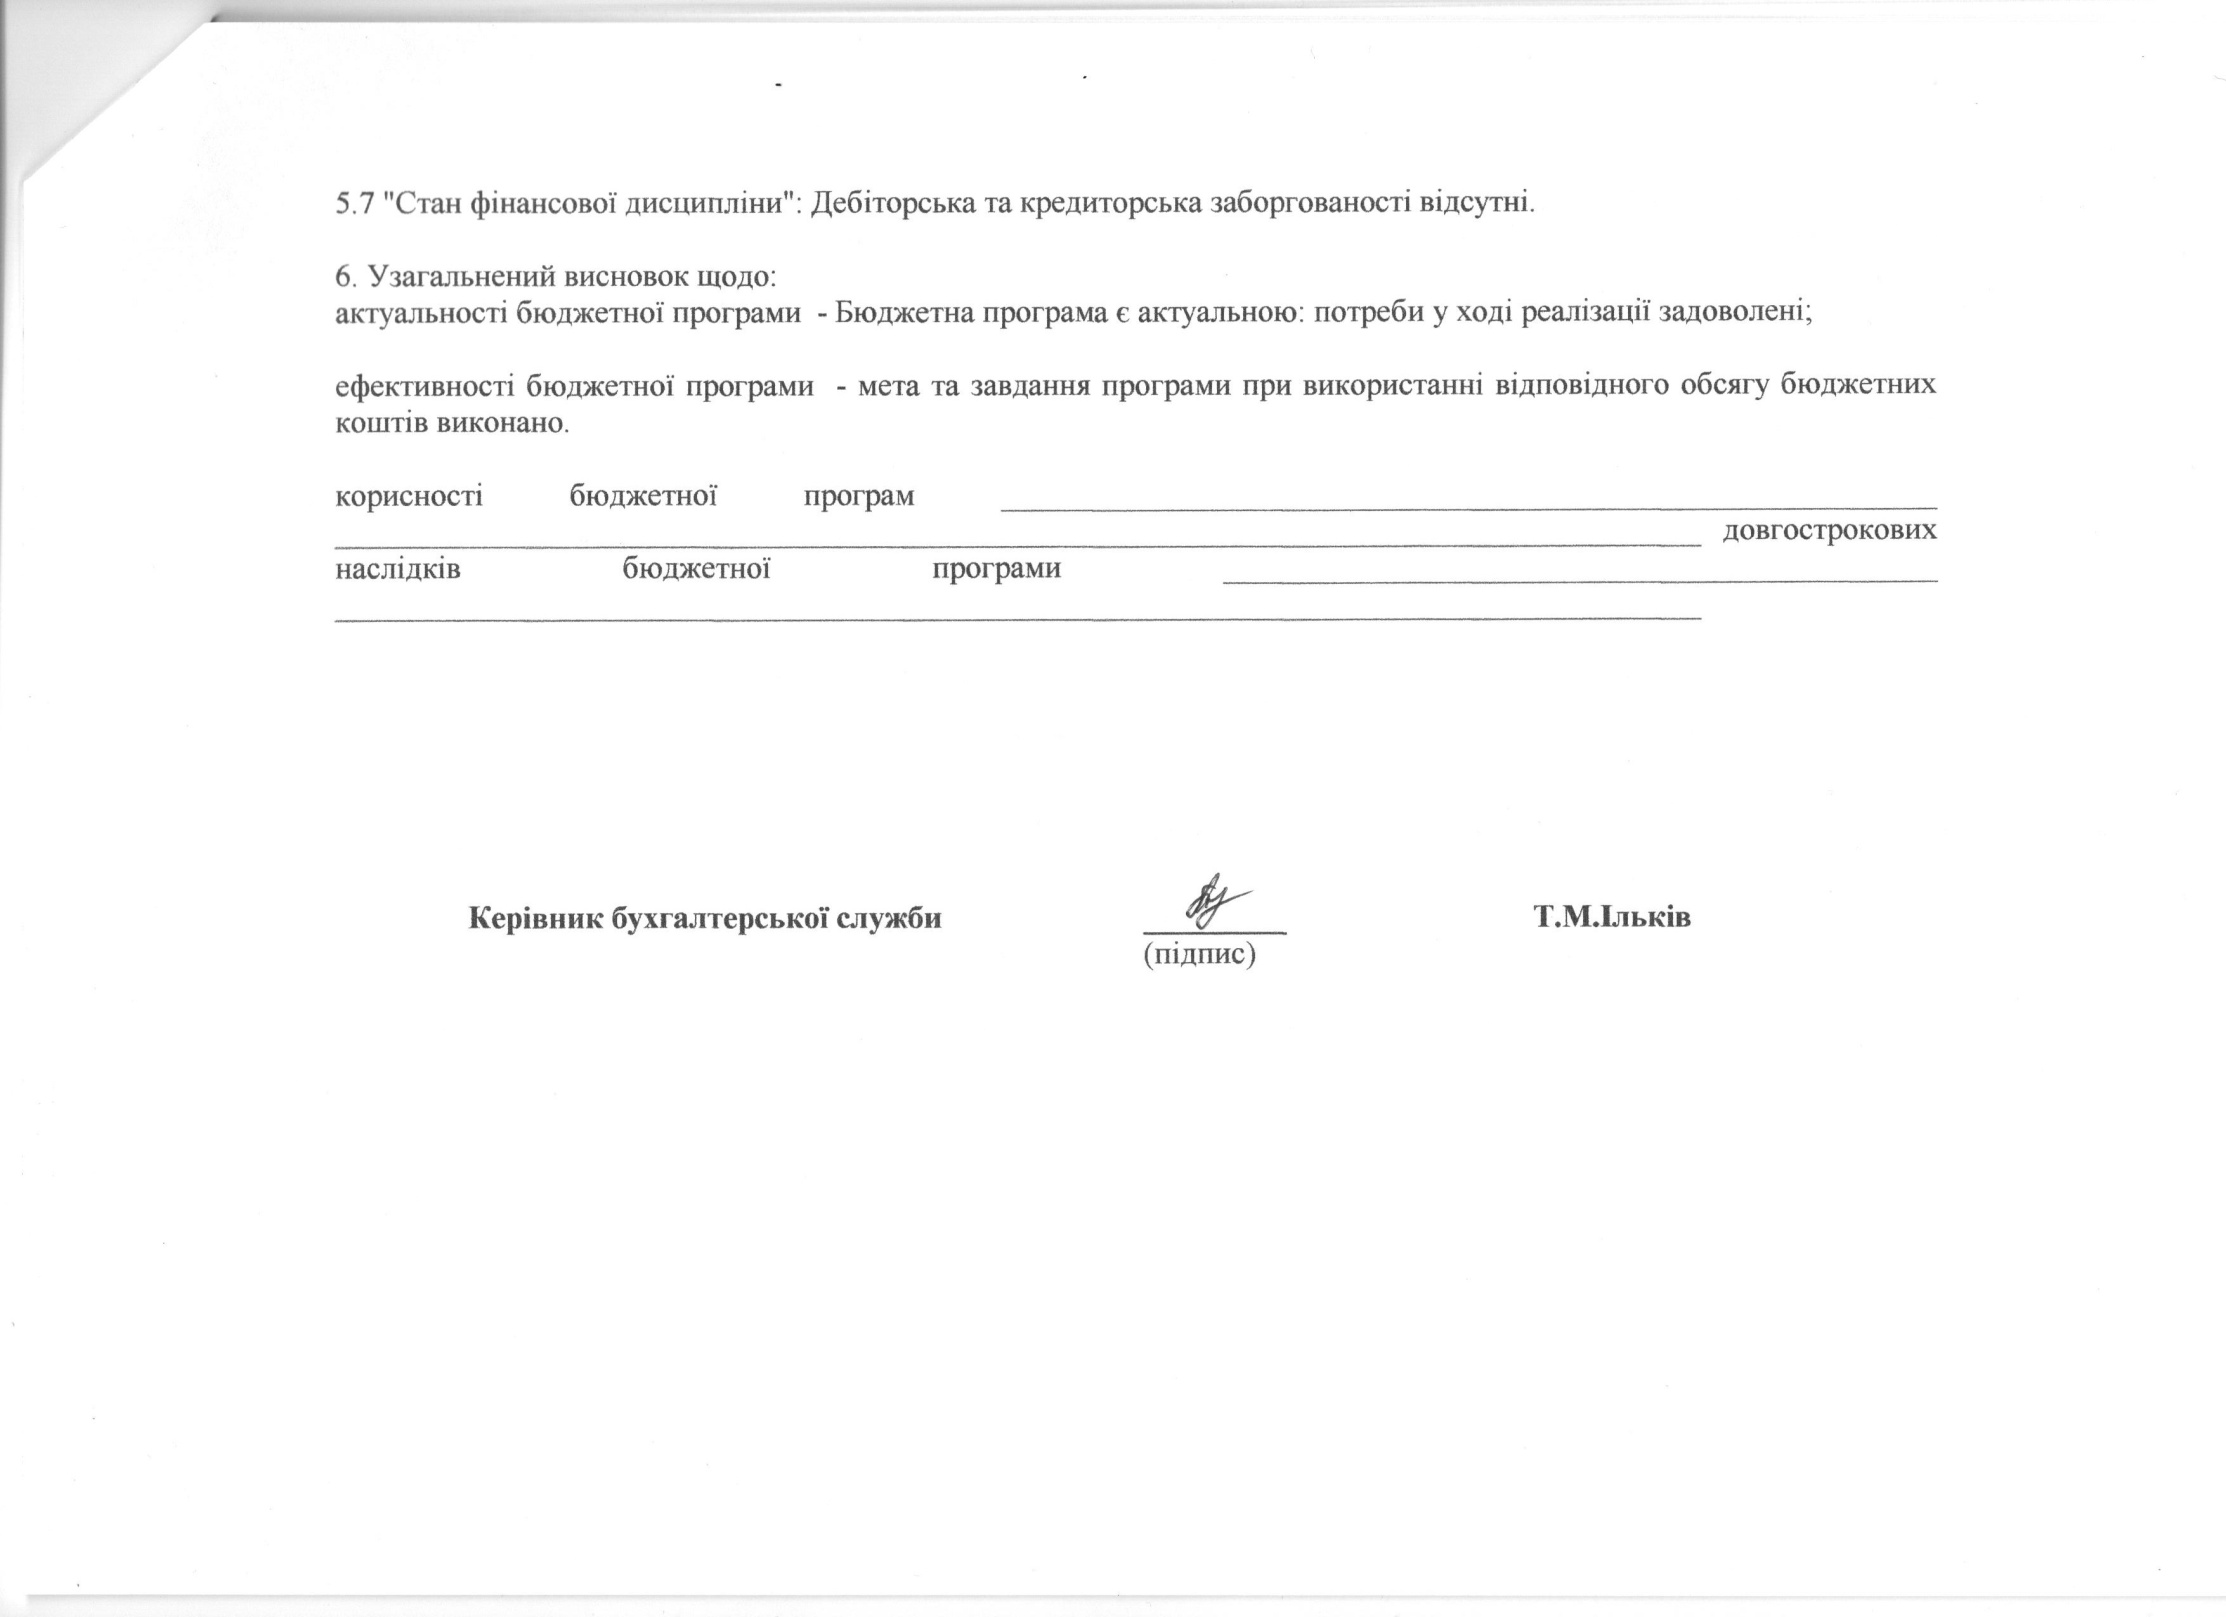 5.7 "Стан фінансової дисципліни": Дебіторська та кредиторська заборгованості відсутні.
6. Узагальнений висновок щодо:
актуальності бюджетної програми - Бюджетна програма є актуальною: потреби у ході реалізації задоволені;
ефективності бюджетної програми - мета та завдання програми при використанні відповідного обсягу бюджетних
коштів виконано.
корисності бюджетної програм
довгострокових
наслідків бюджетної програми
Керівник бухгалтерської служби Т.М.Ільків
(підпис)